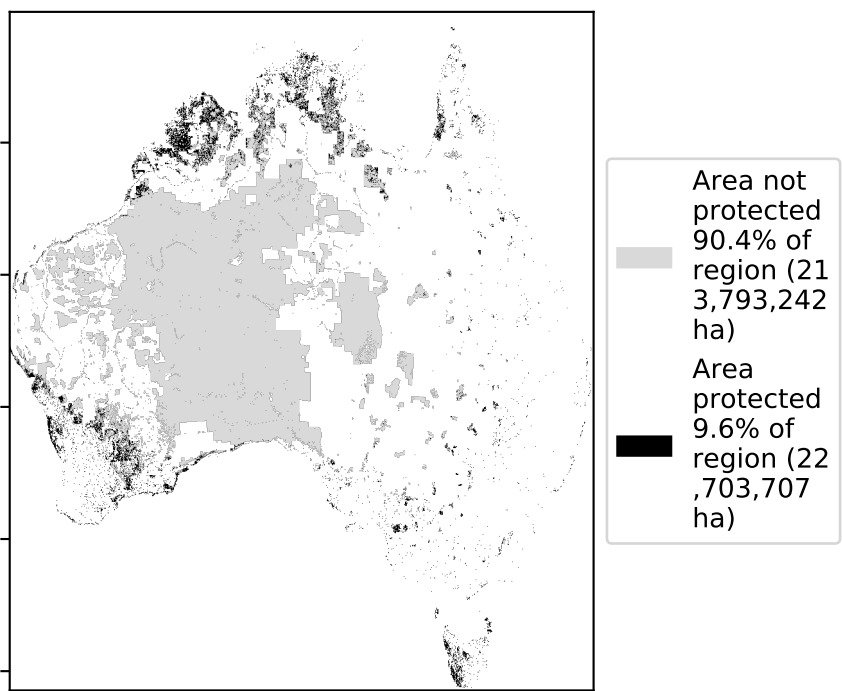 Area not
protected
90.4% of
region (21
3,793,242
ha)
Area
protected
9.6% of
region (22
,703,707
ha)